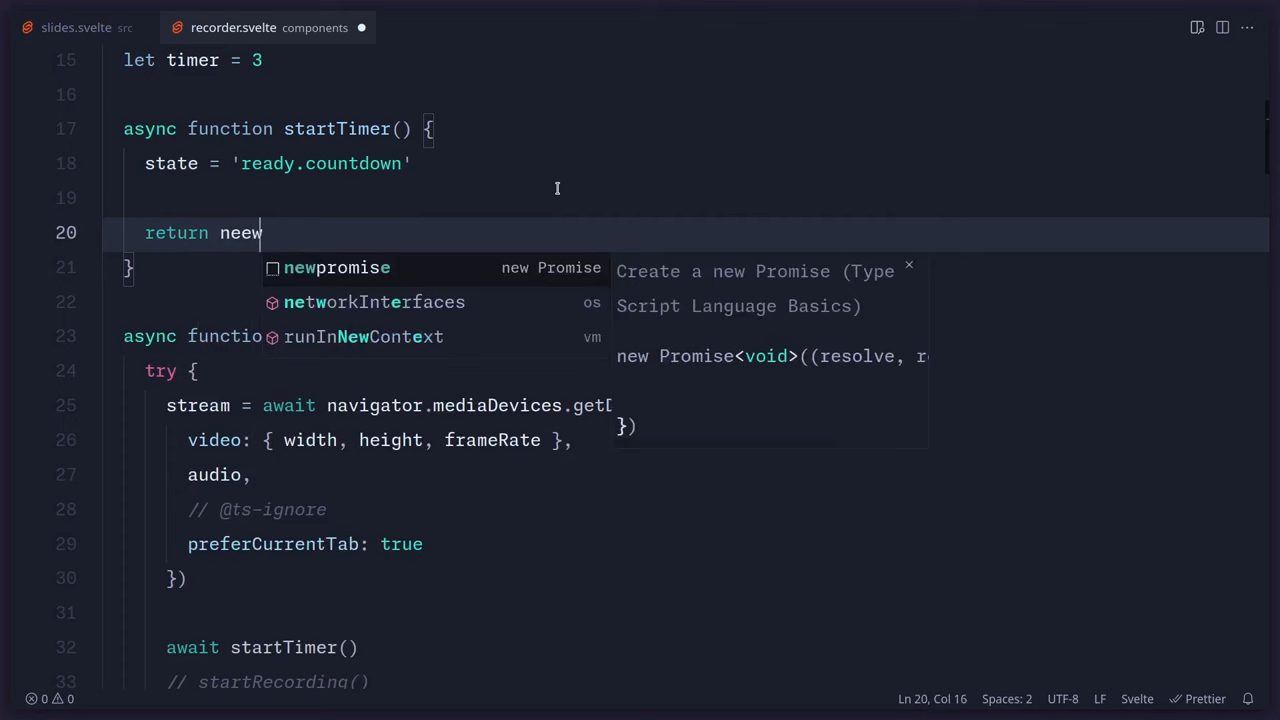 slides.svelte src
recorder.svelte components
15 let timer = 3
16
17 async function startTimer() {
18 state = 'ready.countdown'
19
20 return neew
newpromise new Promise
networkInterfaces os
runInNewContext vm
Create a new Promise (Type
Script Language Basics)
new Promise<void>((resolve, r
})
21 }
22
23 async functio
24 try {
25 stream = await navigator.mediaDevices.get
26 video: { width, height, frameRate },
27 audio,
28 // @ts-ignore
29 preferCurrentTab: true
30 })
31
32 await startTimer()
33 // startRecording()
0 0
Ln 20, Col 16 Spaces: 2 UTF-8 LF Svelte Prettier